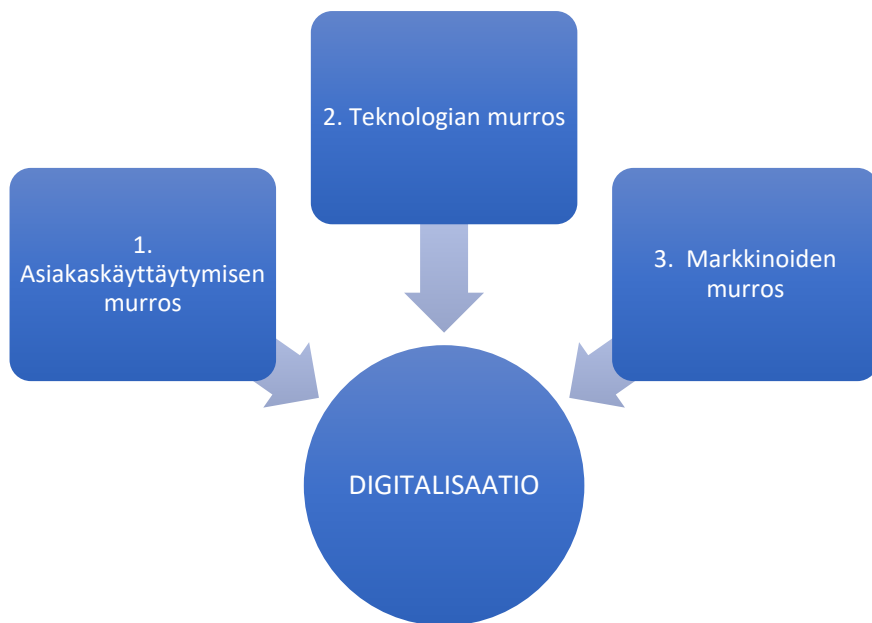 1.
Asiakaskäyttäytymisen
murros
2. Teknologian murros
3. Markkinoiden
murros
DIGITALISAATIO